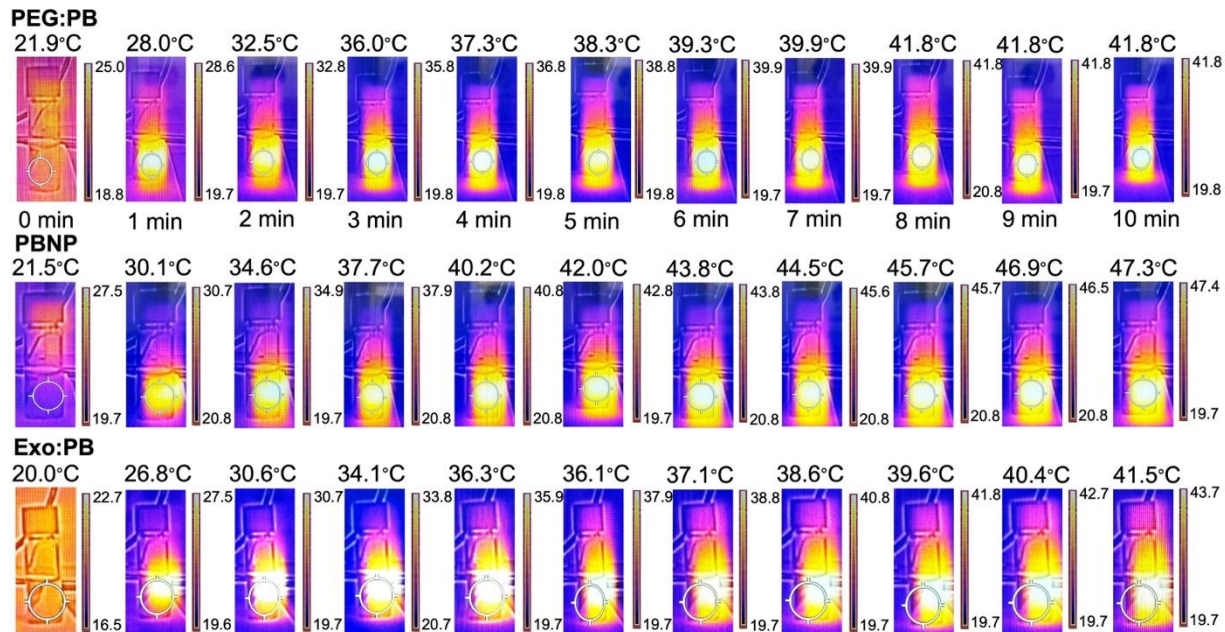 PEG:PB
21.9°C 28.0°C 32.5°C 36.0°C 37.3°C 38.3°C 39.3°C 39.9°C 41.8°C 41.8°C 41.8°C
25.0 28.6 32.8 35.8 36.8 38.8 39.9 39.9 41.8 41.8 41.8
18.8 19.7 19.7 19.7 19.7 19.8 19.7 19.7 20.8 19.7 19.8
0 min 1 min 2 min 3 min 4 min 5 min 6 min 7 min 8 min 9 min 10 min
PBNP
21.5°C 30.1°C 34.6°C 37.7°C 40.2°C 42.0°C 43.8°C 44.5°C 45.7°C 46.9°C 47.3°C
27.5 30.7 34.9 37.9 40.8 42.8 43.8 45.6 45.7 46.5 47.4
19.7 20.8 19.7 20.8 20.8 19.7 20.8 20.8 20.8 20.8 19.7
Exo:PB
20.0°C 26.8°C 30.6°C 34.1°C 36.3°C 36.1°C 37.1°C 38.6°C 39.6°C 40.4°C 41.5°C
22.7 27.5 30.7 33.8 35.9 37.9 38.8 40.8 41.8 42.7 43.7
16.5 19.6 19.7 20.7 19.7 19.7 19.7 19.7 19.7 19.7 19.7